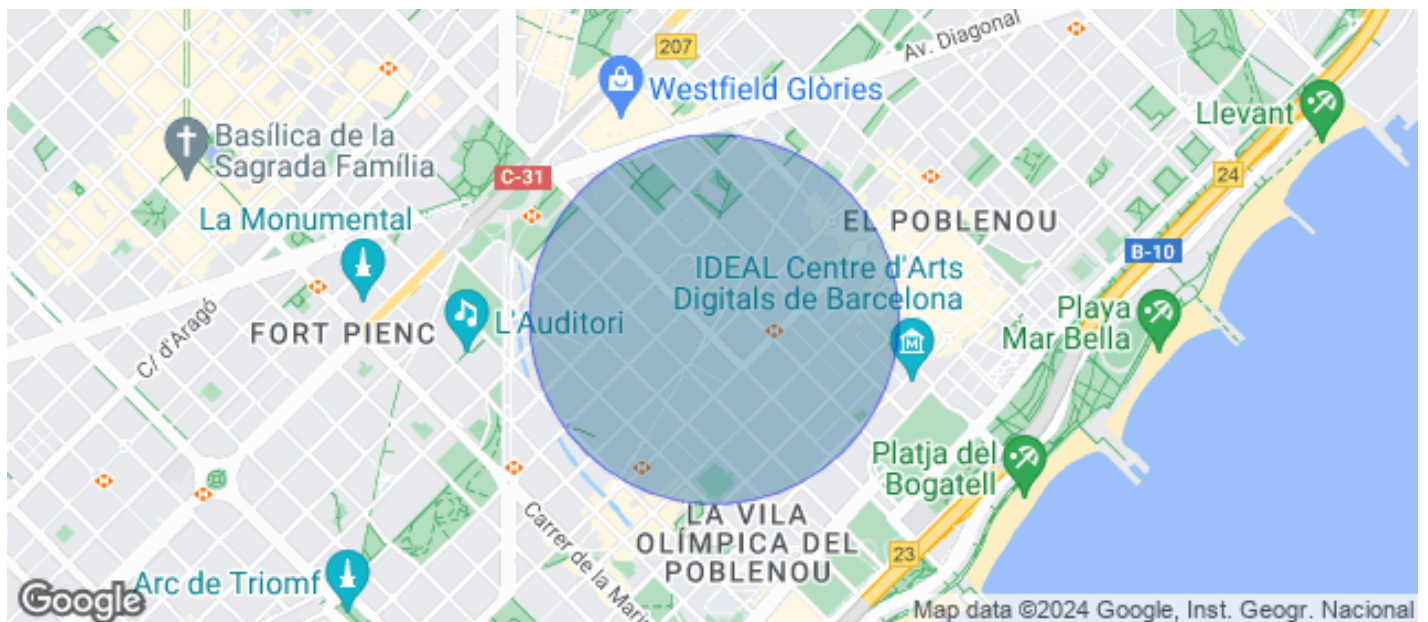 207
Av. Diagonal
Westfield Glòries
Llevant
Basílica de la
Sagrada Família
C-31
24
La Monumental
EL POBLENOU
B-10
IDEAL Centre d'Arts
Digitals de Barcelona
C/ d'Aragó
FORT PIENC
L'Auditori
Playa
Mar Bella
Platja del
Bogatell
LA VILA
OLÍMPICA DEL
POBLENOU
Carrer de la Marina
23
Arc de Triomf
Google
Map data ©2024 Google, Inst. Geogr. Nacional